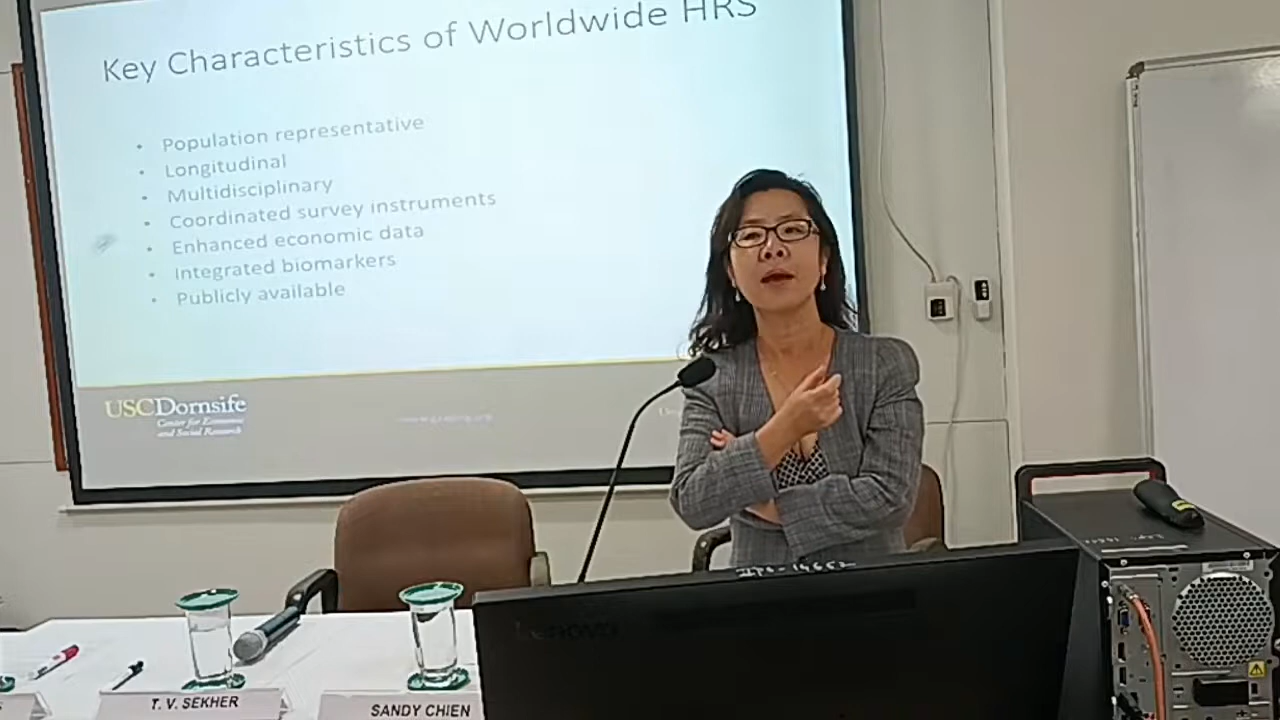 Key Characteristics of Worldwide HRS
• Population representative
• Longitudinal
• Multidisciplinary
• Coordinated survey instruments
• Enhanced economic data
• Integrated biomarkers
• Publicly available
USCDornsife
Center for Economic
and Social Research
T. V. SEKHER
SANDY CHIEN
Lenovo